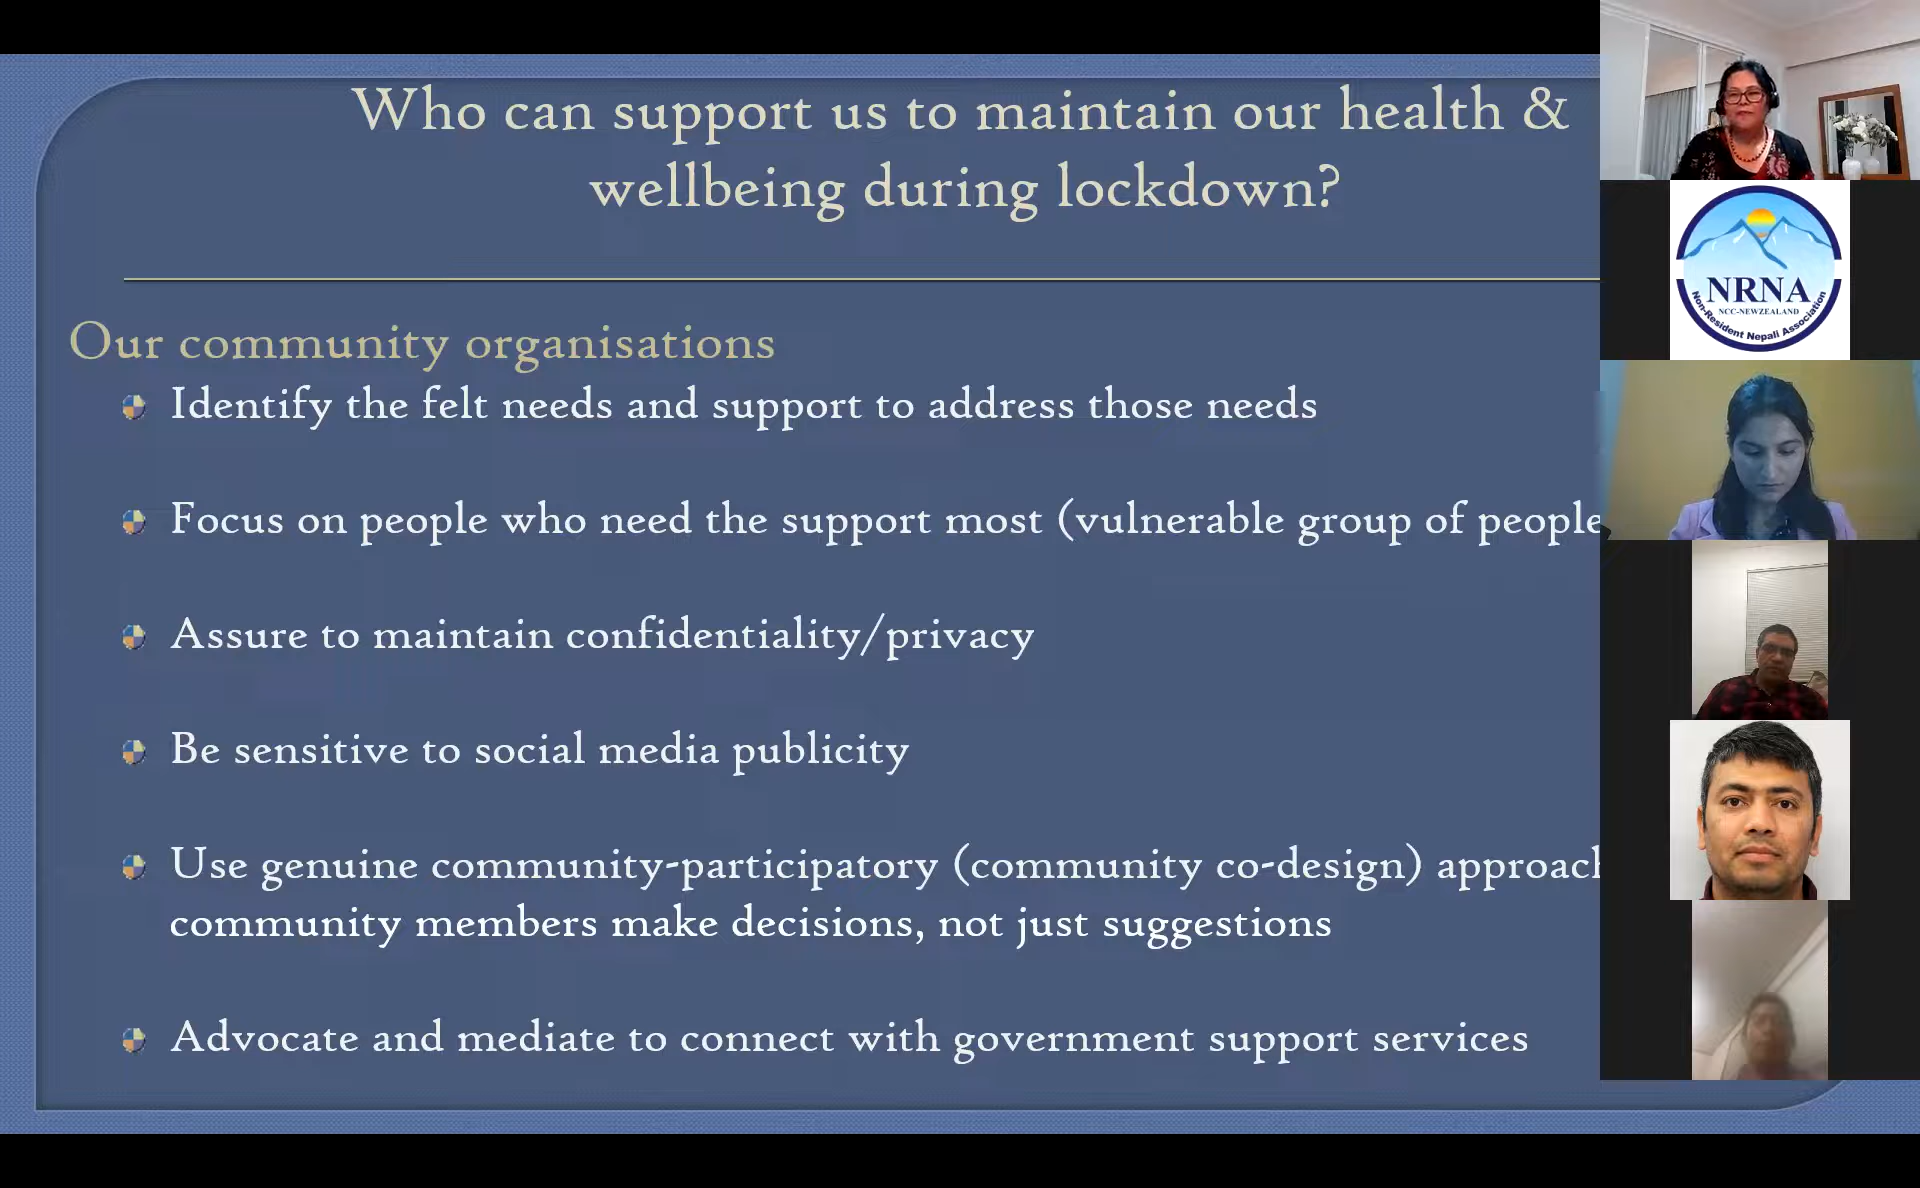 Who can support us to maintain our health &
wellbeing during lockdown?
Our community organisations
Identify the felt needs and support to address those needs
Focus on people who need the support most (vulnerable group of people
Assure to maintain confidentiality/privacy
Be sensitive to social media publicity
Use genuine community-participatory (community co-design) approach
community members make decisions, not just suggestions
Advocate and mediate to connect with government support services
NRNA
NCC-NEWZEALAND
Non-Resident Nepali Association